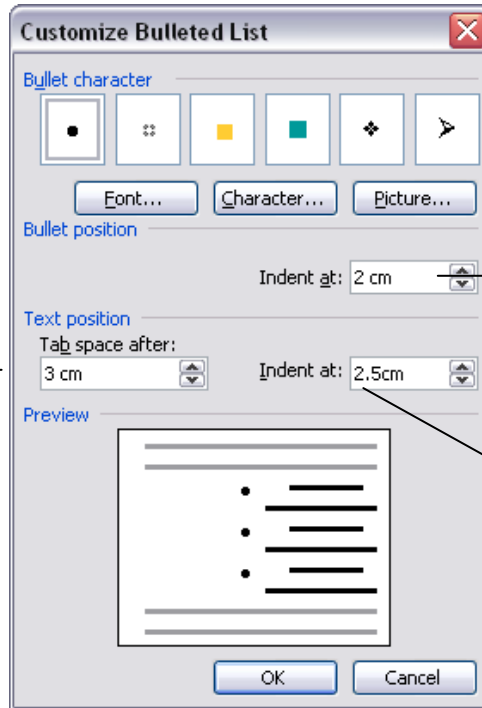 Customize Bulleted List
Bullet character
Font... Character... Picture...
Bullet position
Indent at: 2 cm
Text position
Tab space after:
3 cm Indent at: 2.5cm
Preview
OK Cancel